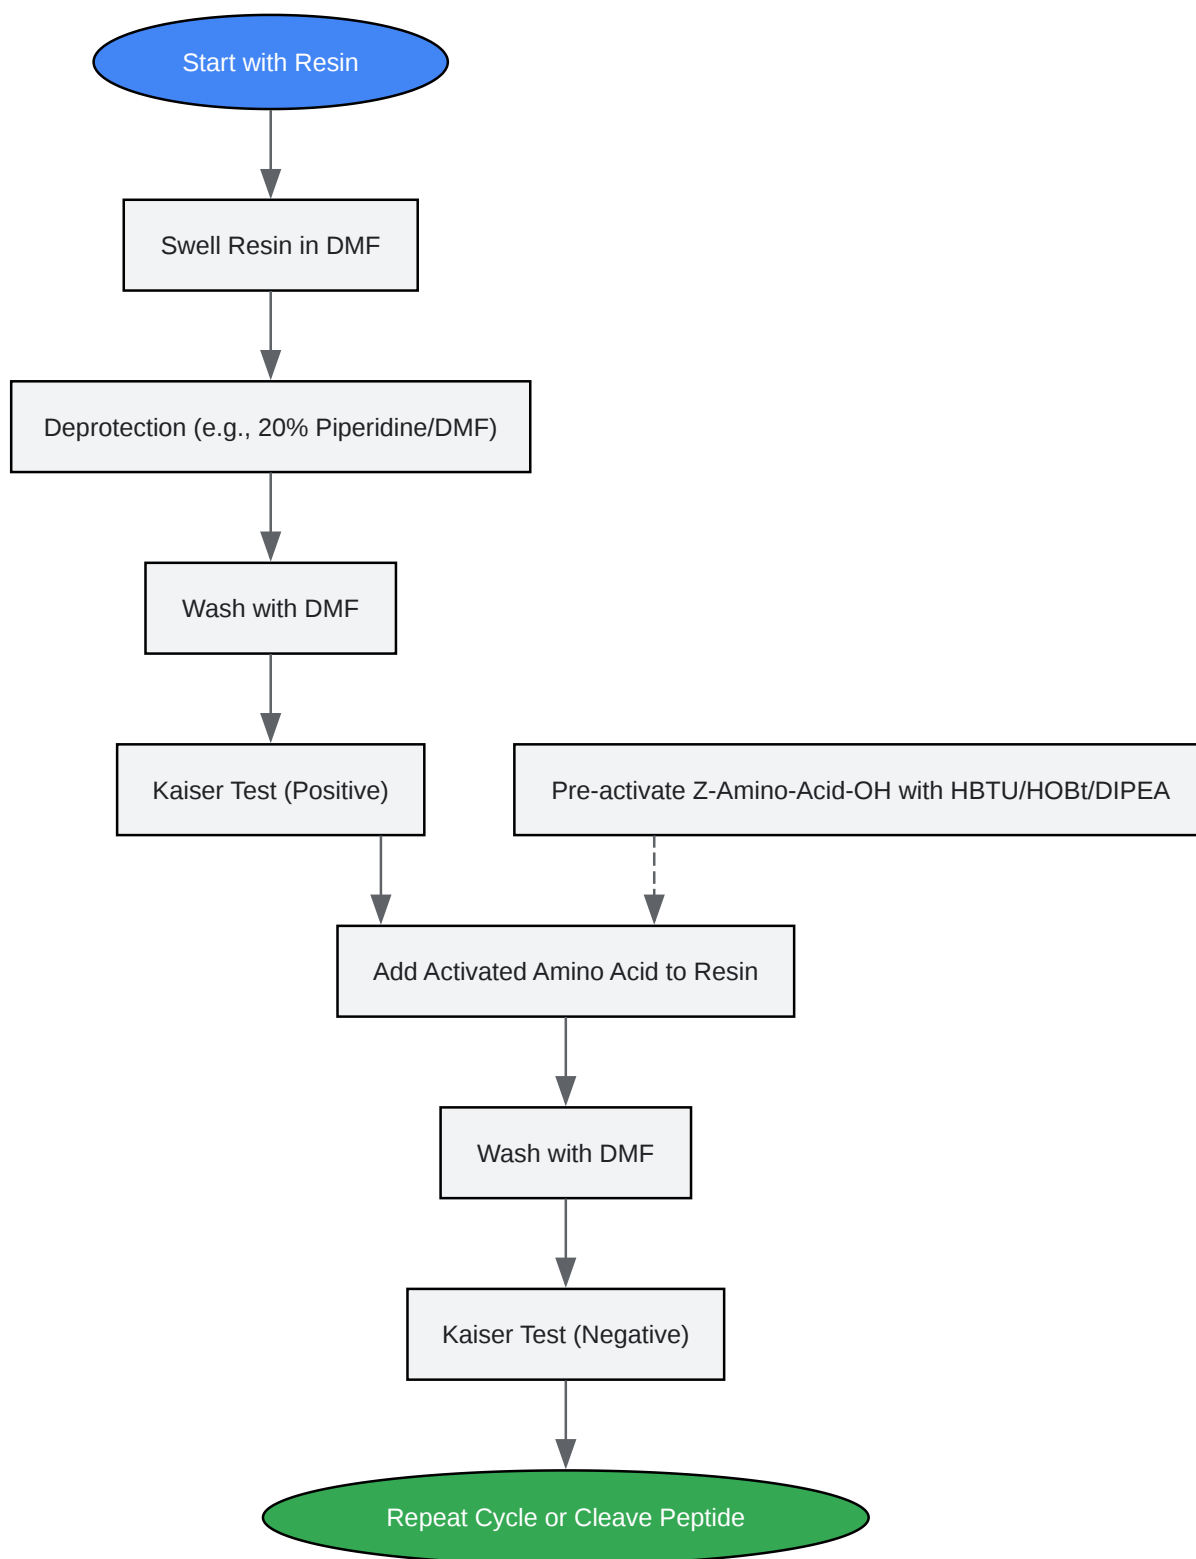 Start with Resin
Swell Resin in DMF
Deprotection (e.g., 20% Piperidine/DMF)
Wash with DMF
Kaiser Test (Positive)
Pre-activate Z-Amino-Acid-OH with HBTU/HOBt/DIPEA
Add Activated Amino Acid to Resin
Wash with DMF
Kaiser Test (Negative)
Repeat Cycle or Cleave Peptide